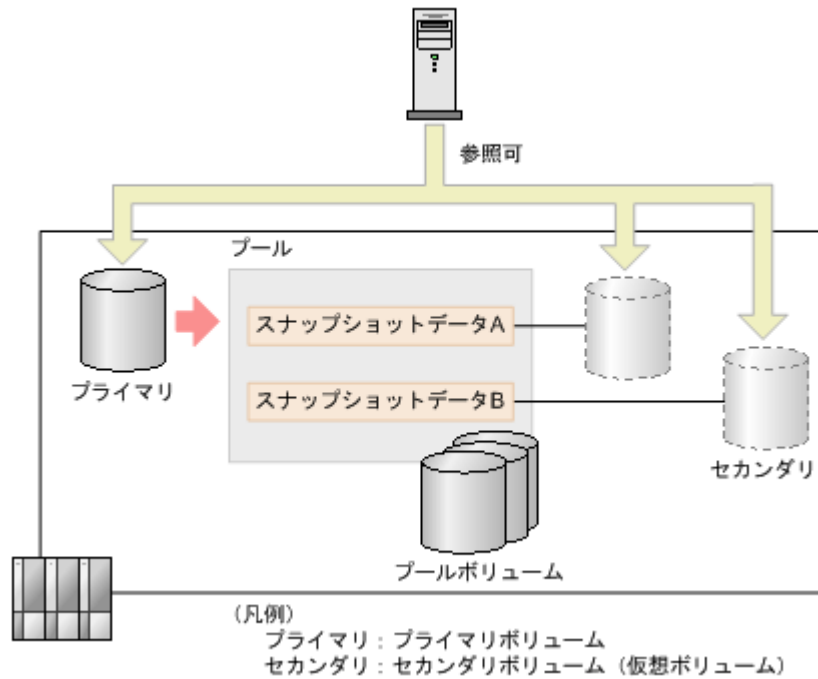 参照可
プール
スナップショットデータA
プライマリ
スナップショットデータB
セカンダリ
プールボリューム
（凡例）
プライマリ：プライマリボリューム
セカンダリ：セカンダリボリューム（仮想ボリューム）